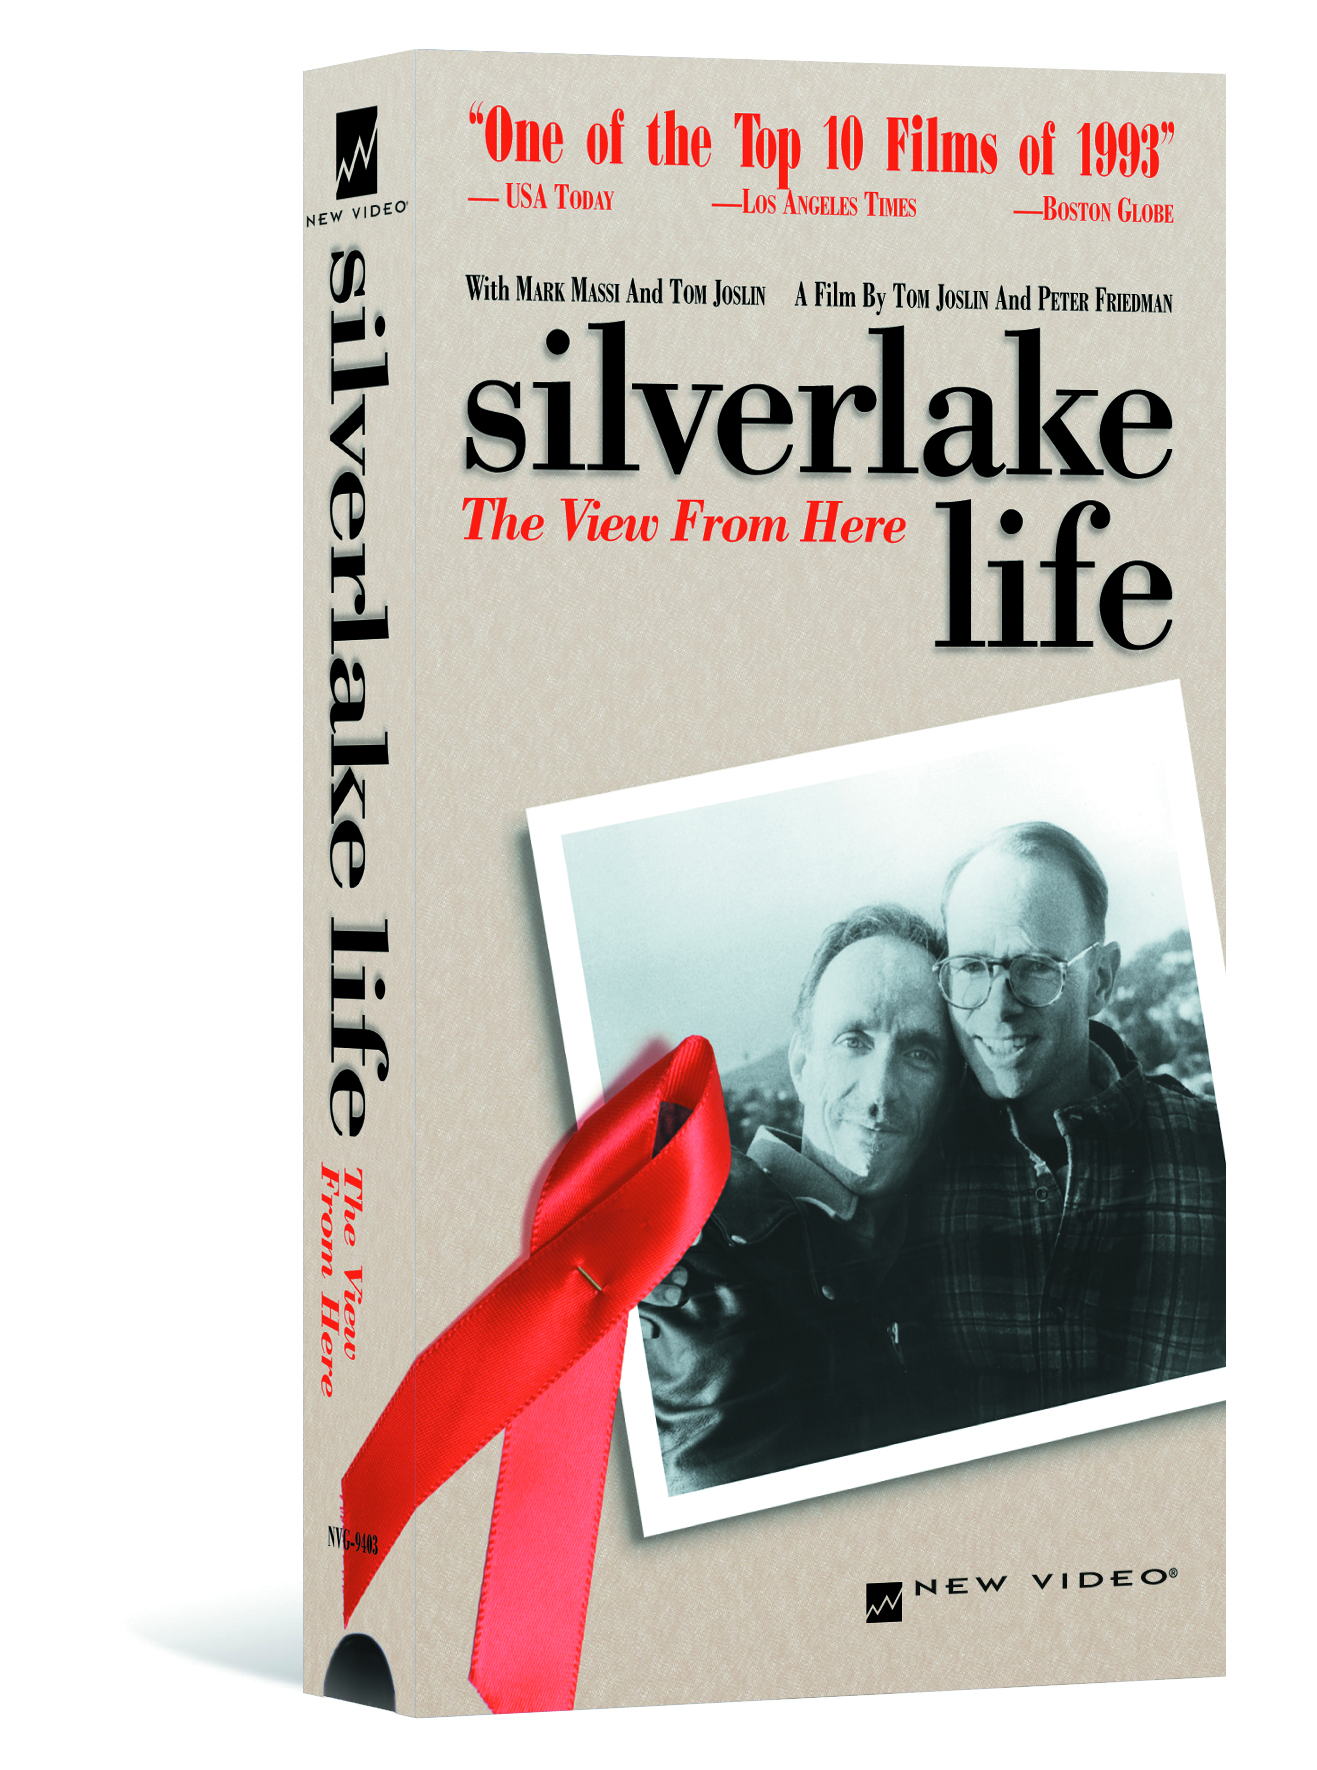 “One of the Top 10 Films of 1993”
— USA TODAY —LOS ANGELES TIMES —BOSTON GLOBE
With MARK MASSI And TOM JOSLIN A Film By TOM JOSLIN And PETER FRIEDMAN
silverlake
The View From Here life
NEW VIDEO®
NEW VIDEO®
silverlake life
The View
From Here
NVG-9403